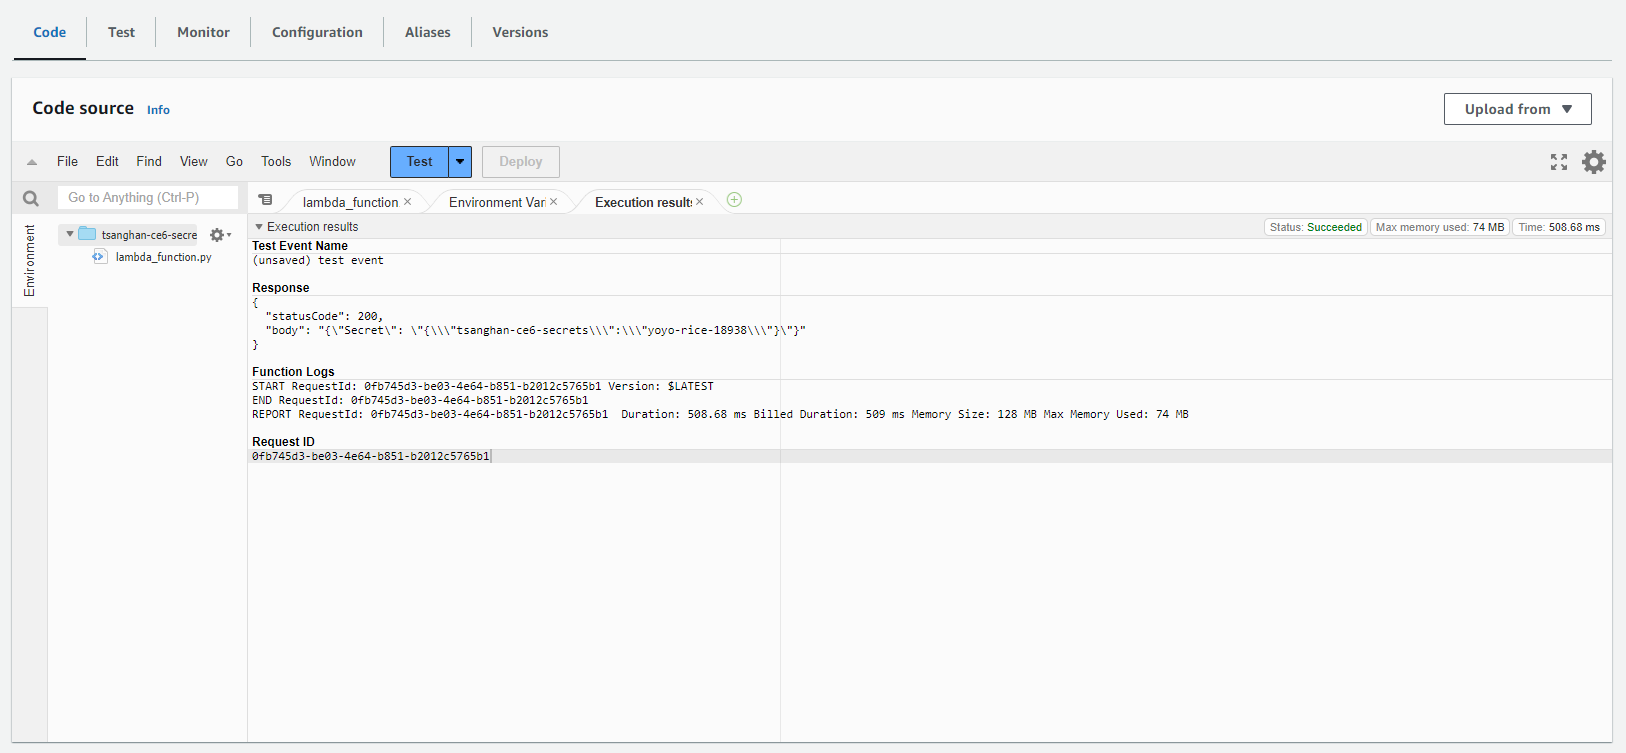 Code
Test
Monitor
Configuration
Aliases
Versions
Code source Info
Upload from
File Edit Find View Go Tools Window
Test
Deploy
Go to Anything (Ctrl-P)
lambda_function
Environment Var
Execution results
Environment
tsanghan-ce6-secre
lambda_function.py
Execution results
Status: Succeeded
Max memory used: 74 MB
Time: 508.68 ms
Test Event Name
(unsaved) test event
Response
{
"statusCode": 200,
"body": "{\"Secret\": \"{\\\"tsanghan-ce6-secrets\\\":\\\"yoyo-rice-18938\\\"}\"}"
}
Function Logs
START RequestId: 0fb745d3-be03-4e64-b851-b2012c5765b1 Version: $LATEST
END RequestId: 0fb745d3-be03-4e64-b851-b2012c5765b1
REPORT RequestId: 0fb745d3-be03-4e64-b851-b2012c5765b1 Duration: 508.68 ms Billed Duration: 509 ms Memory Size: 128 MB Max Memory Used: 74 MB
Request ID
0fb745d3-be03-4e64-b851-b2012c5765b1